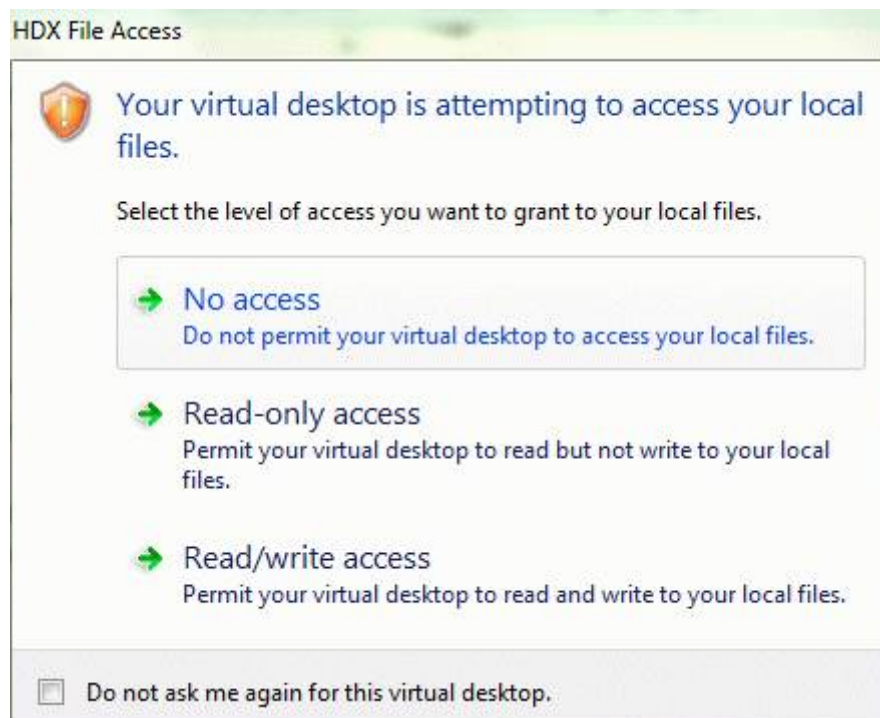 HDX File Access
Your virtual desktop is attempting to access your local
files.
Select the level of access you want to grant to your local files.
No access
Do not permit your virtual desktop to access your local files.
Read-only access
Permit your virtual desktop to read but not write to your local
files.
Read/write access
Permit your virtual desktop to read and write to your local files.
Do not ask me again for this virtual desktop.